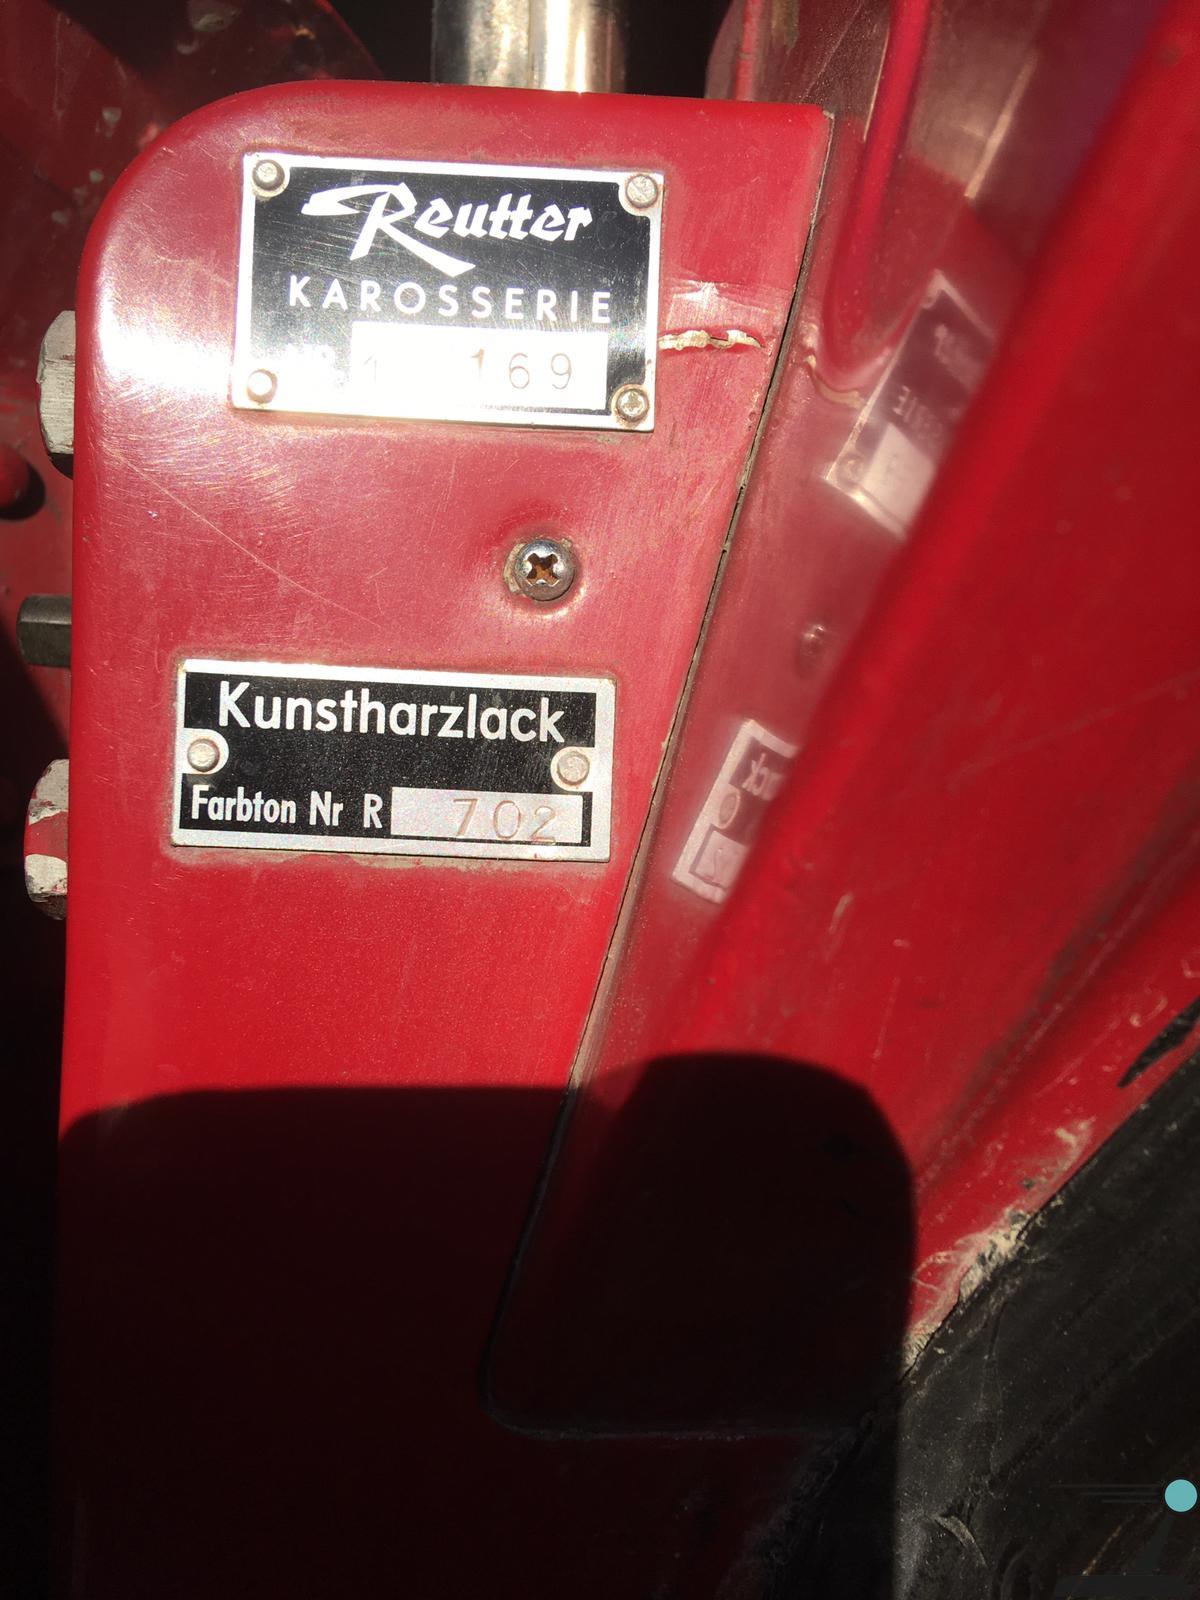 Reutter
KAROSSERIE
169
Kunstharzlack
Farbton Nr R 702